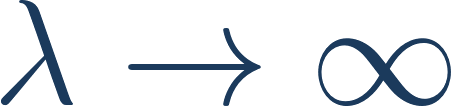 λ → ∞